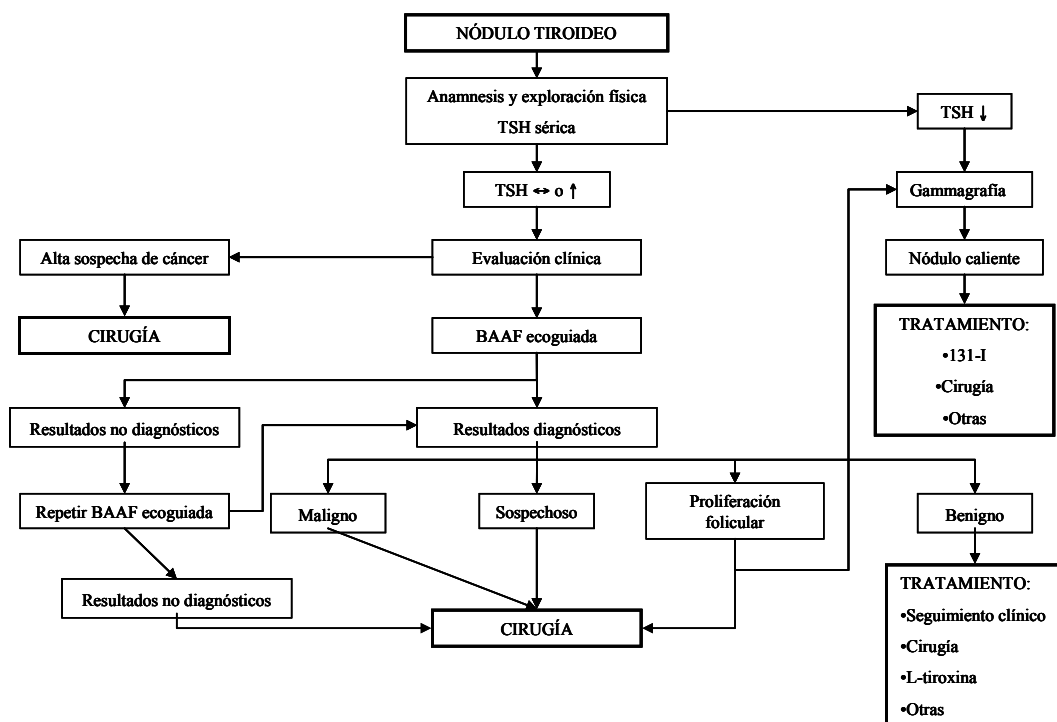 NÓDULO TIROIDEO
Anamnesis y exploración física
TSH sérica
TSH ↓
TSH ↔ o ↑
Gammagrafía
Alta sospecha de cáncer
Evaluación clínica
Nódulo caliente
CIRUGÍA
BAAF ecoguiada
TRATAMIENTO:
•131-I
•Cirugía
•Otras
Resultados no diagnósticos
Resultados diagnósticos
Repetir BAAF ecoguiada
Maligno
Sospechoso
Proliferación
folicular
Benigno
Resultados no diagnósticos
CIRUGÍA
TRATAMIENTO:
•Seguimiento clínico
•Cirugía
•L-tiroxina
•Otras